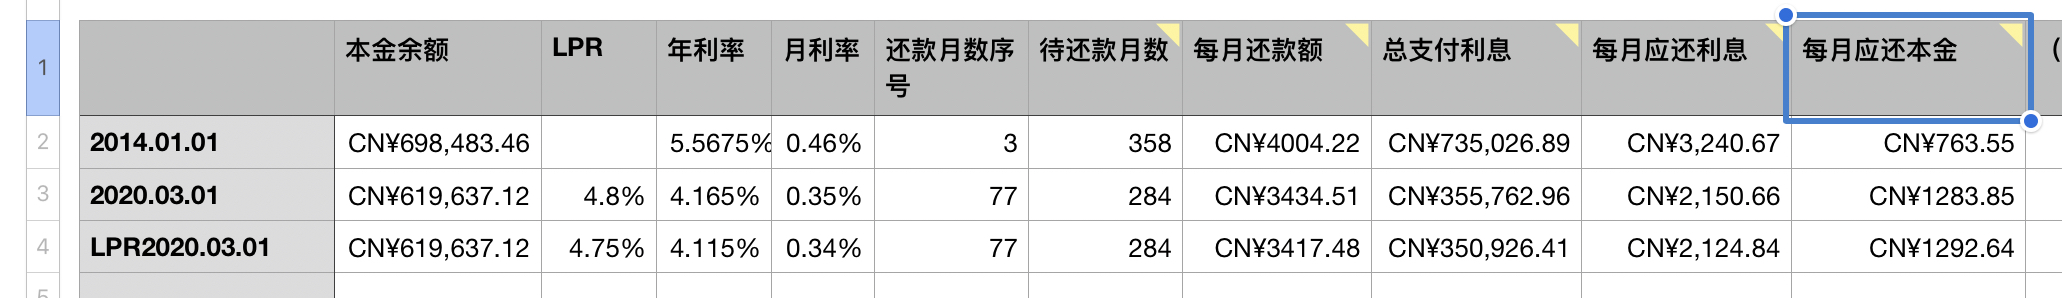 1 本金余额 LPR 年利率 月利率 还款月数序号 待还款月数 每月还款额 总支付利息 每月应还利息 每月应还本金 (
2 2014.01.01 CN¥698,483.46 5.5675% 0.46% 3 358 CN¥4004.22 CN¥735,026.89 CN¥3,240.67 CN¥763.55
3 2020.03.01 CN¥619,637.12 4.8% 4.165% 0.35% 77 284 CN¥3434.51 CN¥355,762.96 CN¥2,150.66 CN¥1283.85
4 LPR2020.03.01 CN¥619,637.12 4.75% 4.115% 0.34% 77 284 CN¥3417.48 CN¥350,926.41 CN¥2,124.84 CN¥1292.64
5